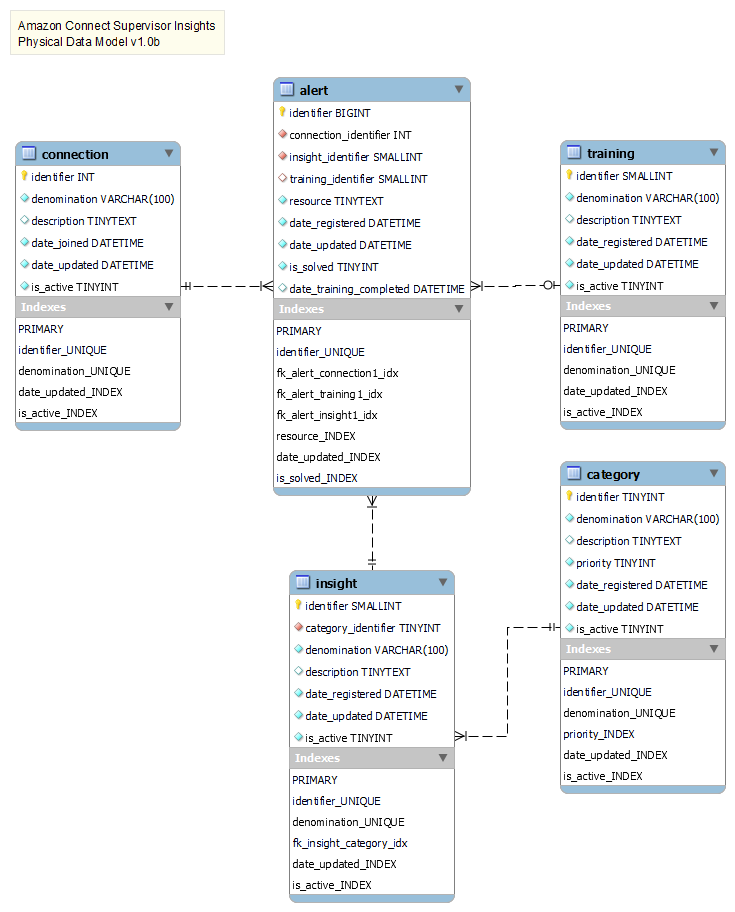 Amazon Connect Supervisor Insights
Physical Data Model v1.0b
alert
identifier BIGINT
connection_identifier INT
insight_identifier SMALLINT
training_identifier SMALLINT
resource TINYTEXT
date_registered DATETIME
date_updated DATETIME
is_solved TINYINT
date_training_completed DATETIME
Indexes
PRIMARY
identifier_UNIQUE
fk_alert_connection1_idx
fk_alert_training1_idx
fk_alert_insight1_idx
resource_INDEX
date_updated_INDEX
is_solved_INDEX
connection
identifier INT
denomination VARCHAR(100)
description TINYTEXT
date_joined DATETIME
date_updated DATETIME
is_active TINYINT
Indexes
PRIMARY
identifier_UNIQUE
denomination_UNIQUE
date_updated_INDEX
is_active_INDEX
training
identifier SMALLINT
denomination VARCHAR(100)
description TINYTEXT
date_registered DATETIME
date_updated DATETIME
is_active TINYINT
Indexes
PRIMARY
identifier_UNIQUE
denomination_UNIQUE
date_updated_INDEX
is_active_INDEX
category
identifier TINYINT
denomination VARCHAR(100)
description TINYTEXT
priority TINYINT
date_registered DATETIME
date_updated DATETIME
is_active TINYINT
Indexes
PRIMARY
identifier_UNIQUE
denomination_UNIQUE
priority_INDEX
date_updated_INDEX
is_active_INDEX
insight
identifier SMALLINT
category_identifier TINYINT
denomination VARCHAR(100)
description TINYTEXT
date_registered DATETIME
date_updated DATETIME
is_active TINYINT
Indexes
PRIMARY
identifier_UNIQUE
denomination_UNIQUE
fk_insight_category_idx
date_updated_INDEX
is_active_INDEX